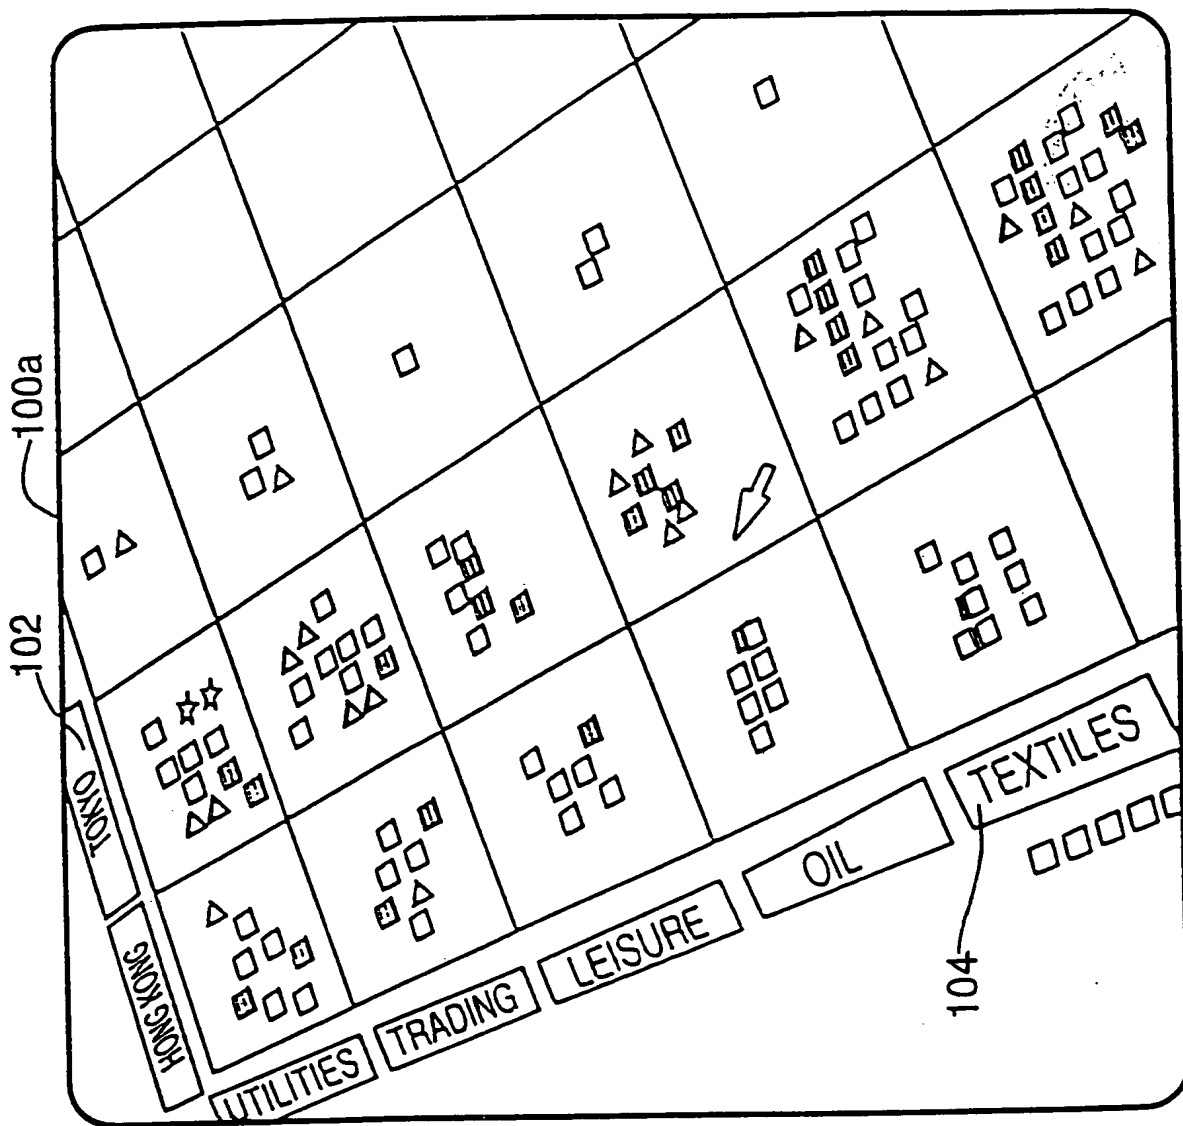 100a
102
TOKYO
HONG KONG
UTILITIES
TRADING
LEISURE
OIL
TEXTILES
104